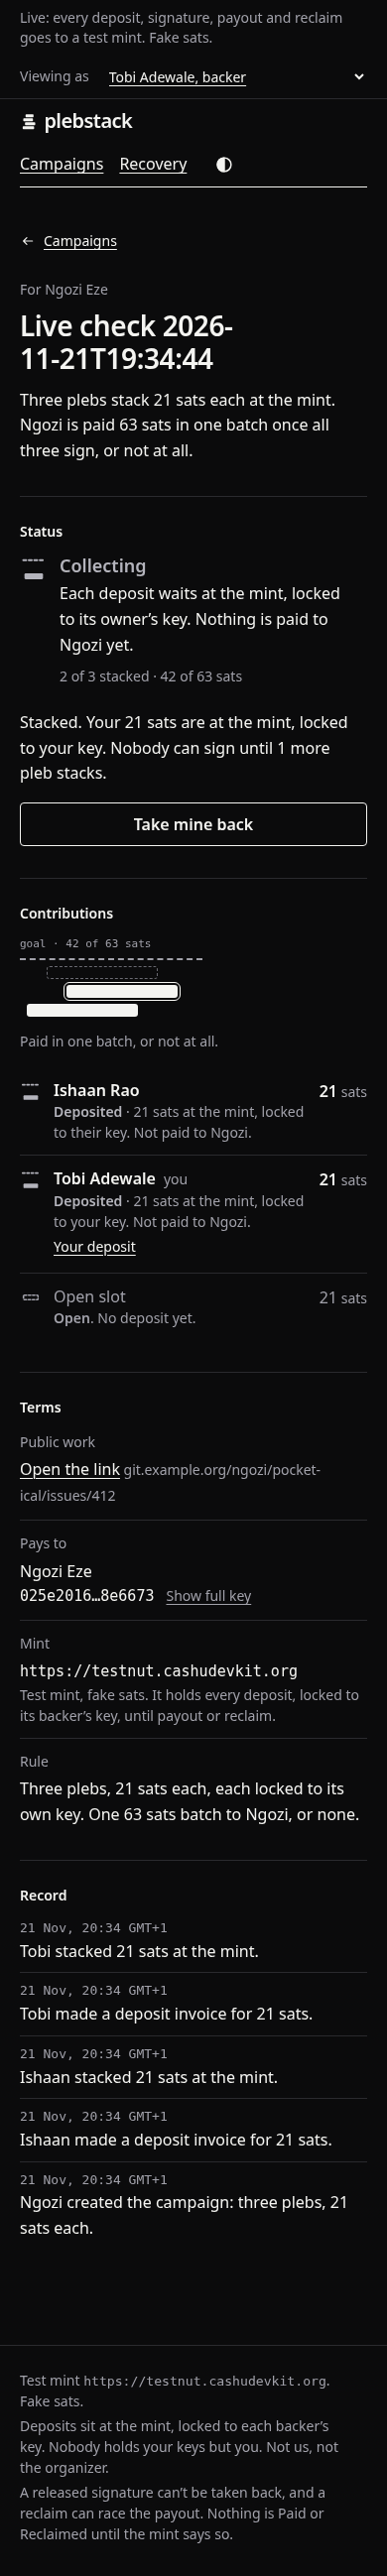 Live: every deposit, signature, payout and reclaim
goes to a test mint. Fake sats.
Viewing as Tobi Adewale, backer
plebstack
Campaigns Recovery
← Campaigns
For Ngozi Eze
Live check 2026-
11-21T19:34:44
Three plebs stack 21 sats each at the mint.
Ngozi is paid 63 sats in one batch once all
three sign, or not at all.
Status
Collecting
Each deposit waits at the mint, locked
to its owner’s key. Nothing is paid to
Ngozi yet.
2 of 3 stacked · 42 of 63 sats
Stacked. Your 21 sats are at the mint, locked
to your key. Nobody can sign until 1 more
pleb stacks.
Take mine back
Contributions
goal · 42 of 63 sats
Paid in one batch, or not at all.
Ishaan Rao 21 sats
Deposited · 21 sats at the mint, locked
to their key. Not paid to Ngozi.
Tobi Adewale you 21 sats
Deposited · 21 sats at the mint, locked
to your key. Not paid to Ngozi.
Your deposit
Open slot 21 sats
Open. No deposit yet.
Terms
Public work
Open the link git.example.org/ngozi/pocket-
ical/issues/412
Pays to
Ngozi Eze
025e2016…8e6673 Show full key
Mint
https://testnut.cashudevkit.org
Test mint, fake sats. It holds every deposit, locked to
its backer’s key, until payout or reclaim.
Rule
Three plebs, 21 sats each, each locked to its
own key. One 63 sats batch to Ngozi, or none.
Record
21 Nov, 20:34 GMT+1
Tobi stacked 21 sats at the mint.
21 Nov, 20:34 GMT+1
Tobi made a deposit invoice for 21 sats.
21 Nov, 20:34 GMT+1
Ishaan stacked 21 sats at the mint.
21 Nov, 20:34 GMT+1
Ishaan made a deposit invoice for 21 sats.
21 Nov, 20:34 GMT+1
Ngozi created the campaign: three plebs, 21
sats each.
Test mint https://testnut.cashudevkit.org.
Fake sats.
Deposits sit at the mint, locked to each backer’s
key. Nobody holds your keys but you. Not us, not
the organizer.
A released signature can’t be taken back, and a
reclaim can race the payout. Nothing is Paid or
Reclaimed until the mint says so.